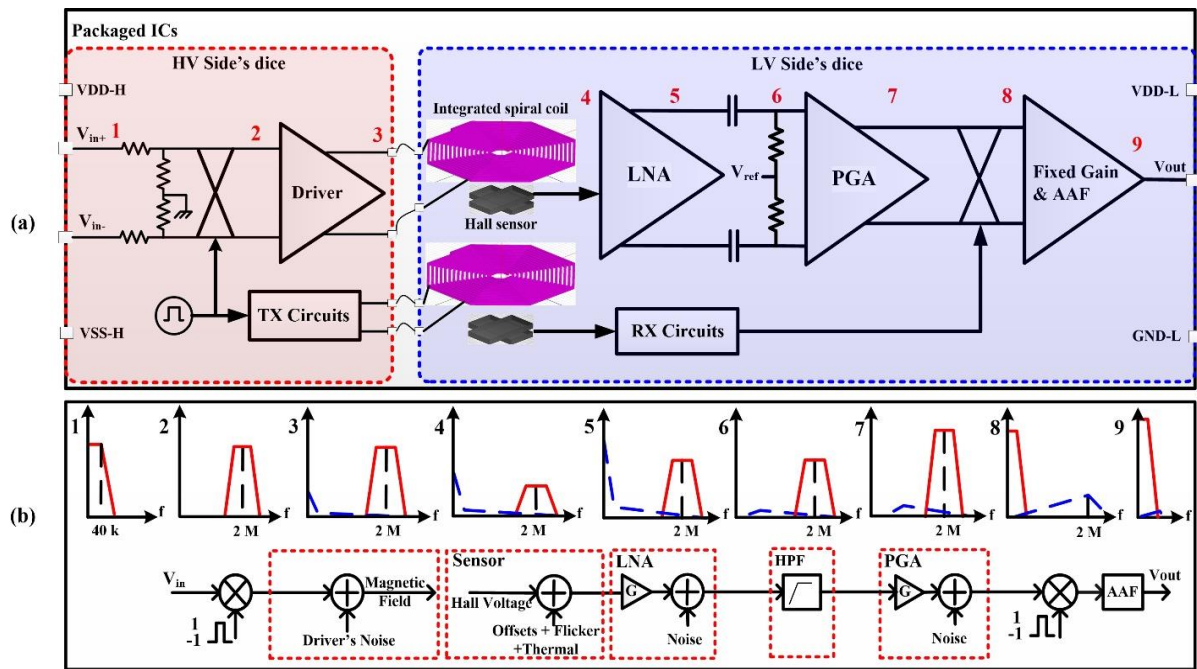 Packaged ICs
HV Side's dice
LV Side's dice
VDD-H
VDD-L
Integrated spiral coil
V_in+
1
2
3
4
5
6
7
8
9
Driver
LNA
V_ref
PGA
Fixed Gain
& AAF
Vout
Hall sensor
V_in-
(a)
TX Circuits
RX Circuits
VSS-H
GND-L
1
2
3
4
5
6
7
8
9
f
f
f
f
f
f
f
f
f
40 k
2 M
2 M
2 M
2 M
2 M
2 M
2 M
(b)
Sensor
LNA
HPF
PGA
V_in
Magnetic
Field
Hall Voltage
G
G
AAF
Vout
1
-1
Driver's Noise
Offsets + Flicker
+Thermal
Noise
Noise
1
-1